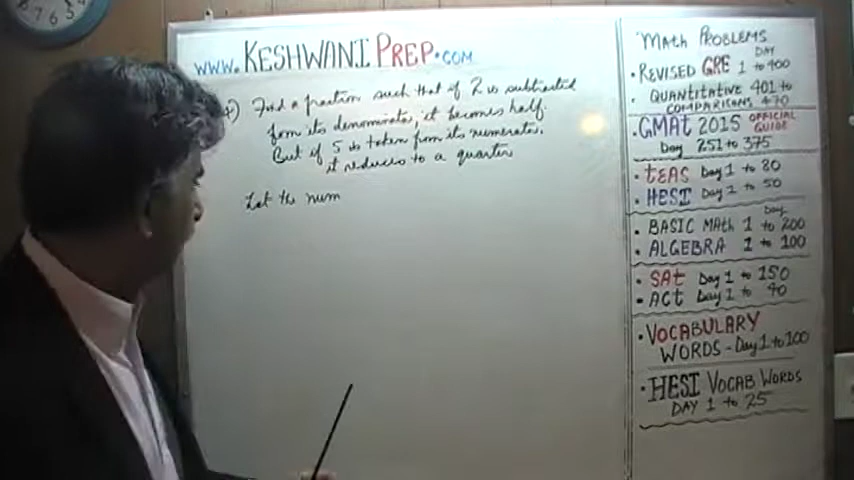 www.KESHWANIPREP.COM
4) Find a fraction such that if 2 is subtracted
from its denominator, it becomes half.
But if 5 is taken from its numerator,
it reduces to a quarter
Let the num
MATH PROBLEMS
DAY
• REVISED GRE 1 to 400
• QUANTITATIVE 401 to
COMPARISONS 470
• GMAT 2015 OFFICIAL
GUIDE
Day 251 to 375
• TEAS Day 1 to 80
• HESI Day 1 to 50
Day
• BASIC MATH 1 to 200
• ALGEBRA 1 to 100
• SAT Day 1 to 150
• ACT Day 1 to 40
• VOCABULARY
WORDS - Day 1 to 100
• HESI VOCAB WORDS
DAY 1 to 25
7 6 5